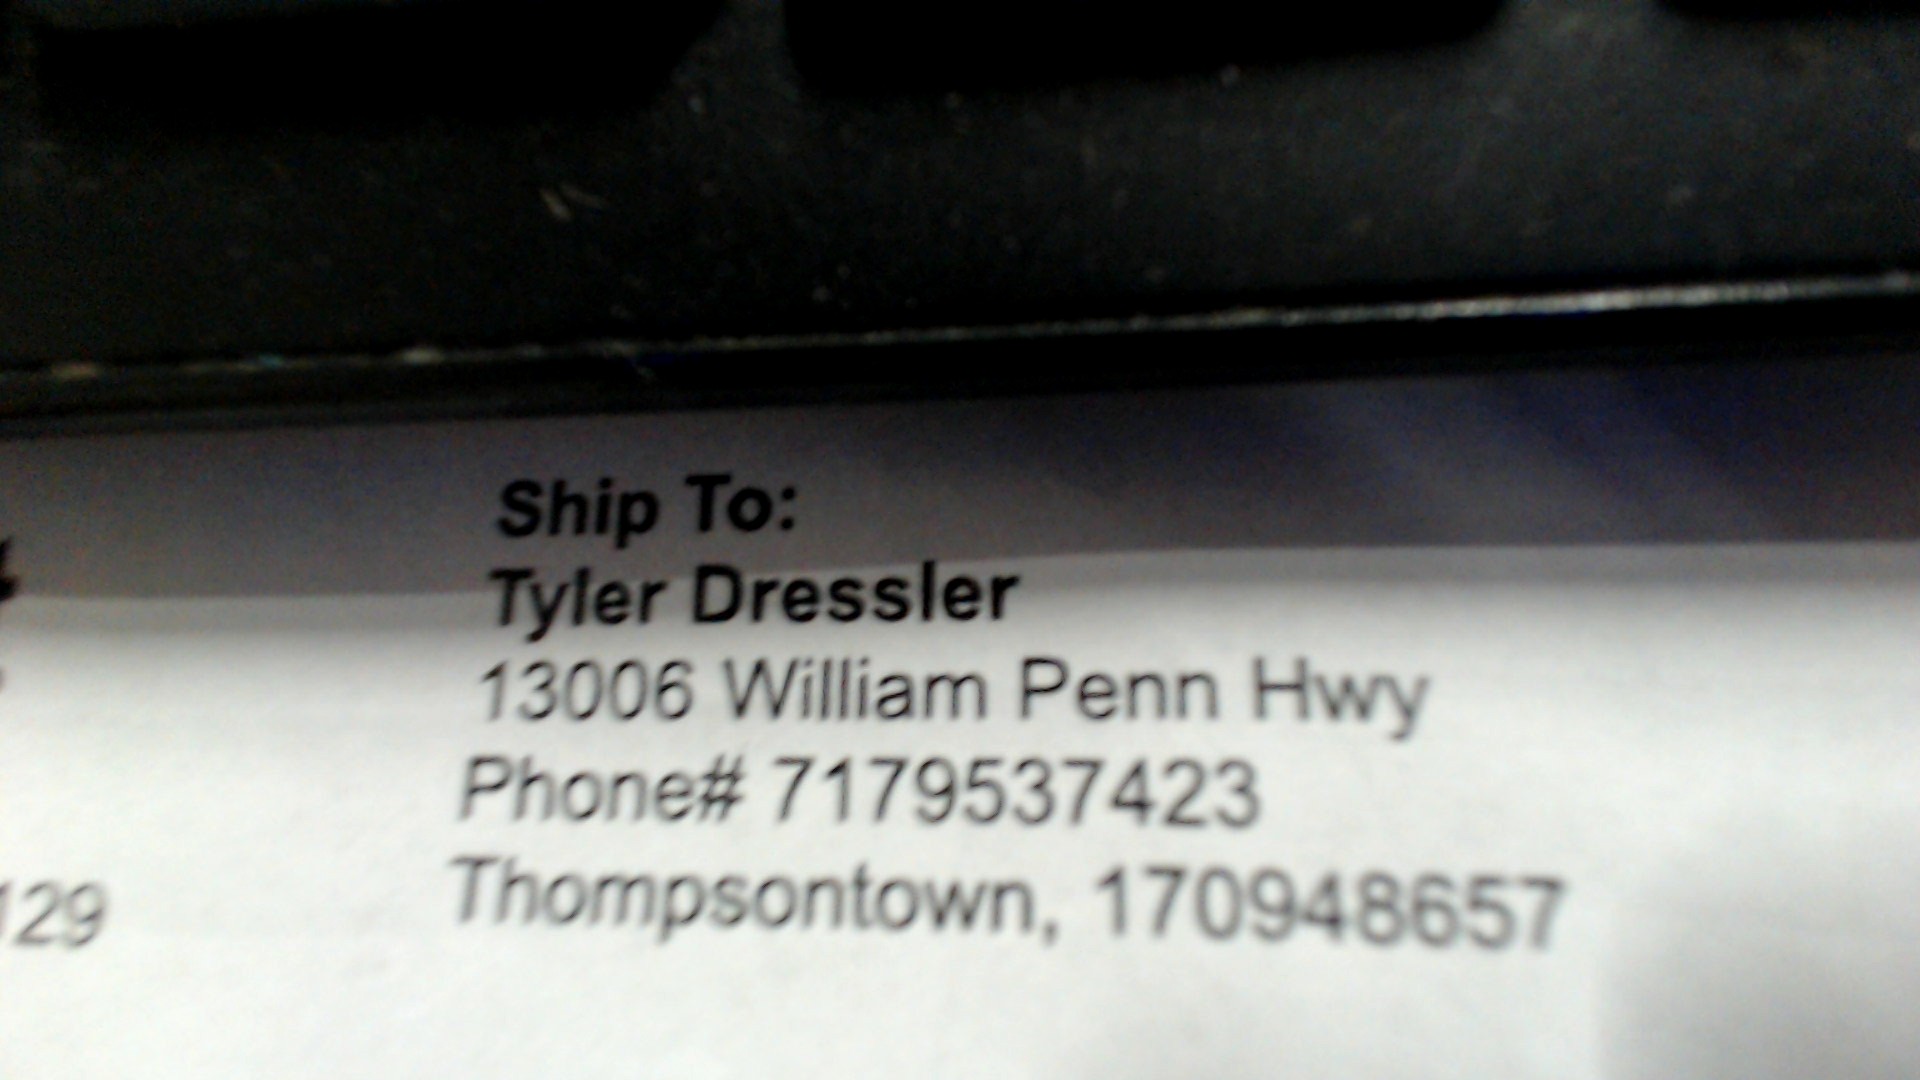 Ship To:
Tyler Dressler
13006 William Penn Hwy
Phone# 7179537423
Thompsontown, 170948657
129